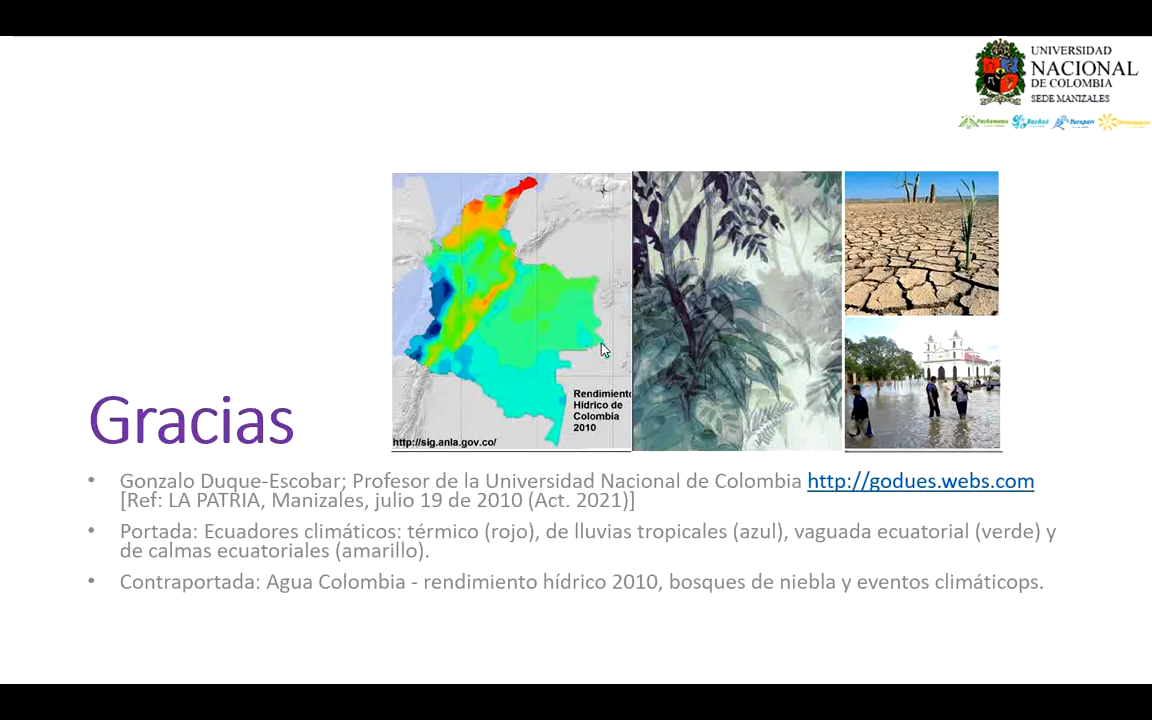 UNIVERSIDAD
NACIONAL
DE COLOMBIA
SEDE MANIZALES
Pachamama
Bachué
Yurupari
Rendimiento
Hídrico de
Colombia
2010
http://sig.anla.gov.co/
Gracias
• Gonzalo Duque-Escobar; Profesor de la Universidad Nacional de Colombia http://godues.webs.com
[Ref: LA PATRIA, Manizales, julio 19 de 2010 (Act. 2021)]
• Portada: Ecuadores climáticos: térmico (rojo), de lluvias tropicales (azul), vaguada ecuatorial (verde) y
de calmas ecuatoriales (amarillo).
• Contraportada: Agua Colombia - rendimiento hídrico 2010, bosques de niebla y eventos climáticops.